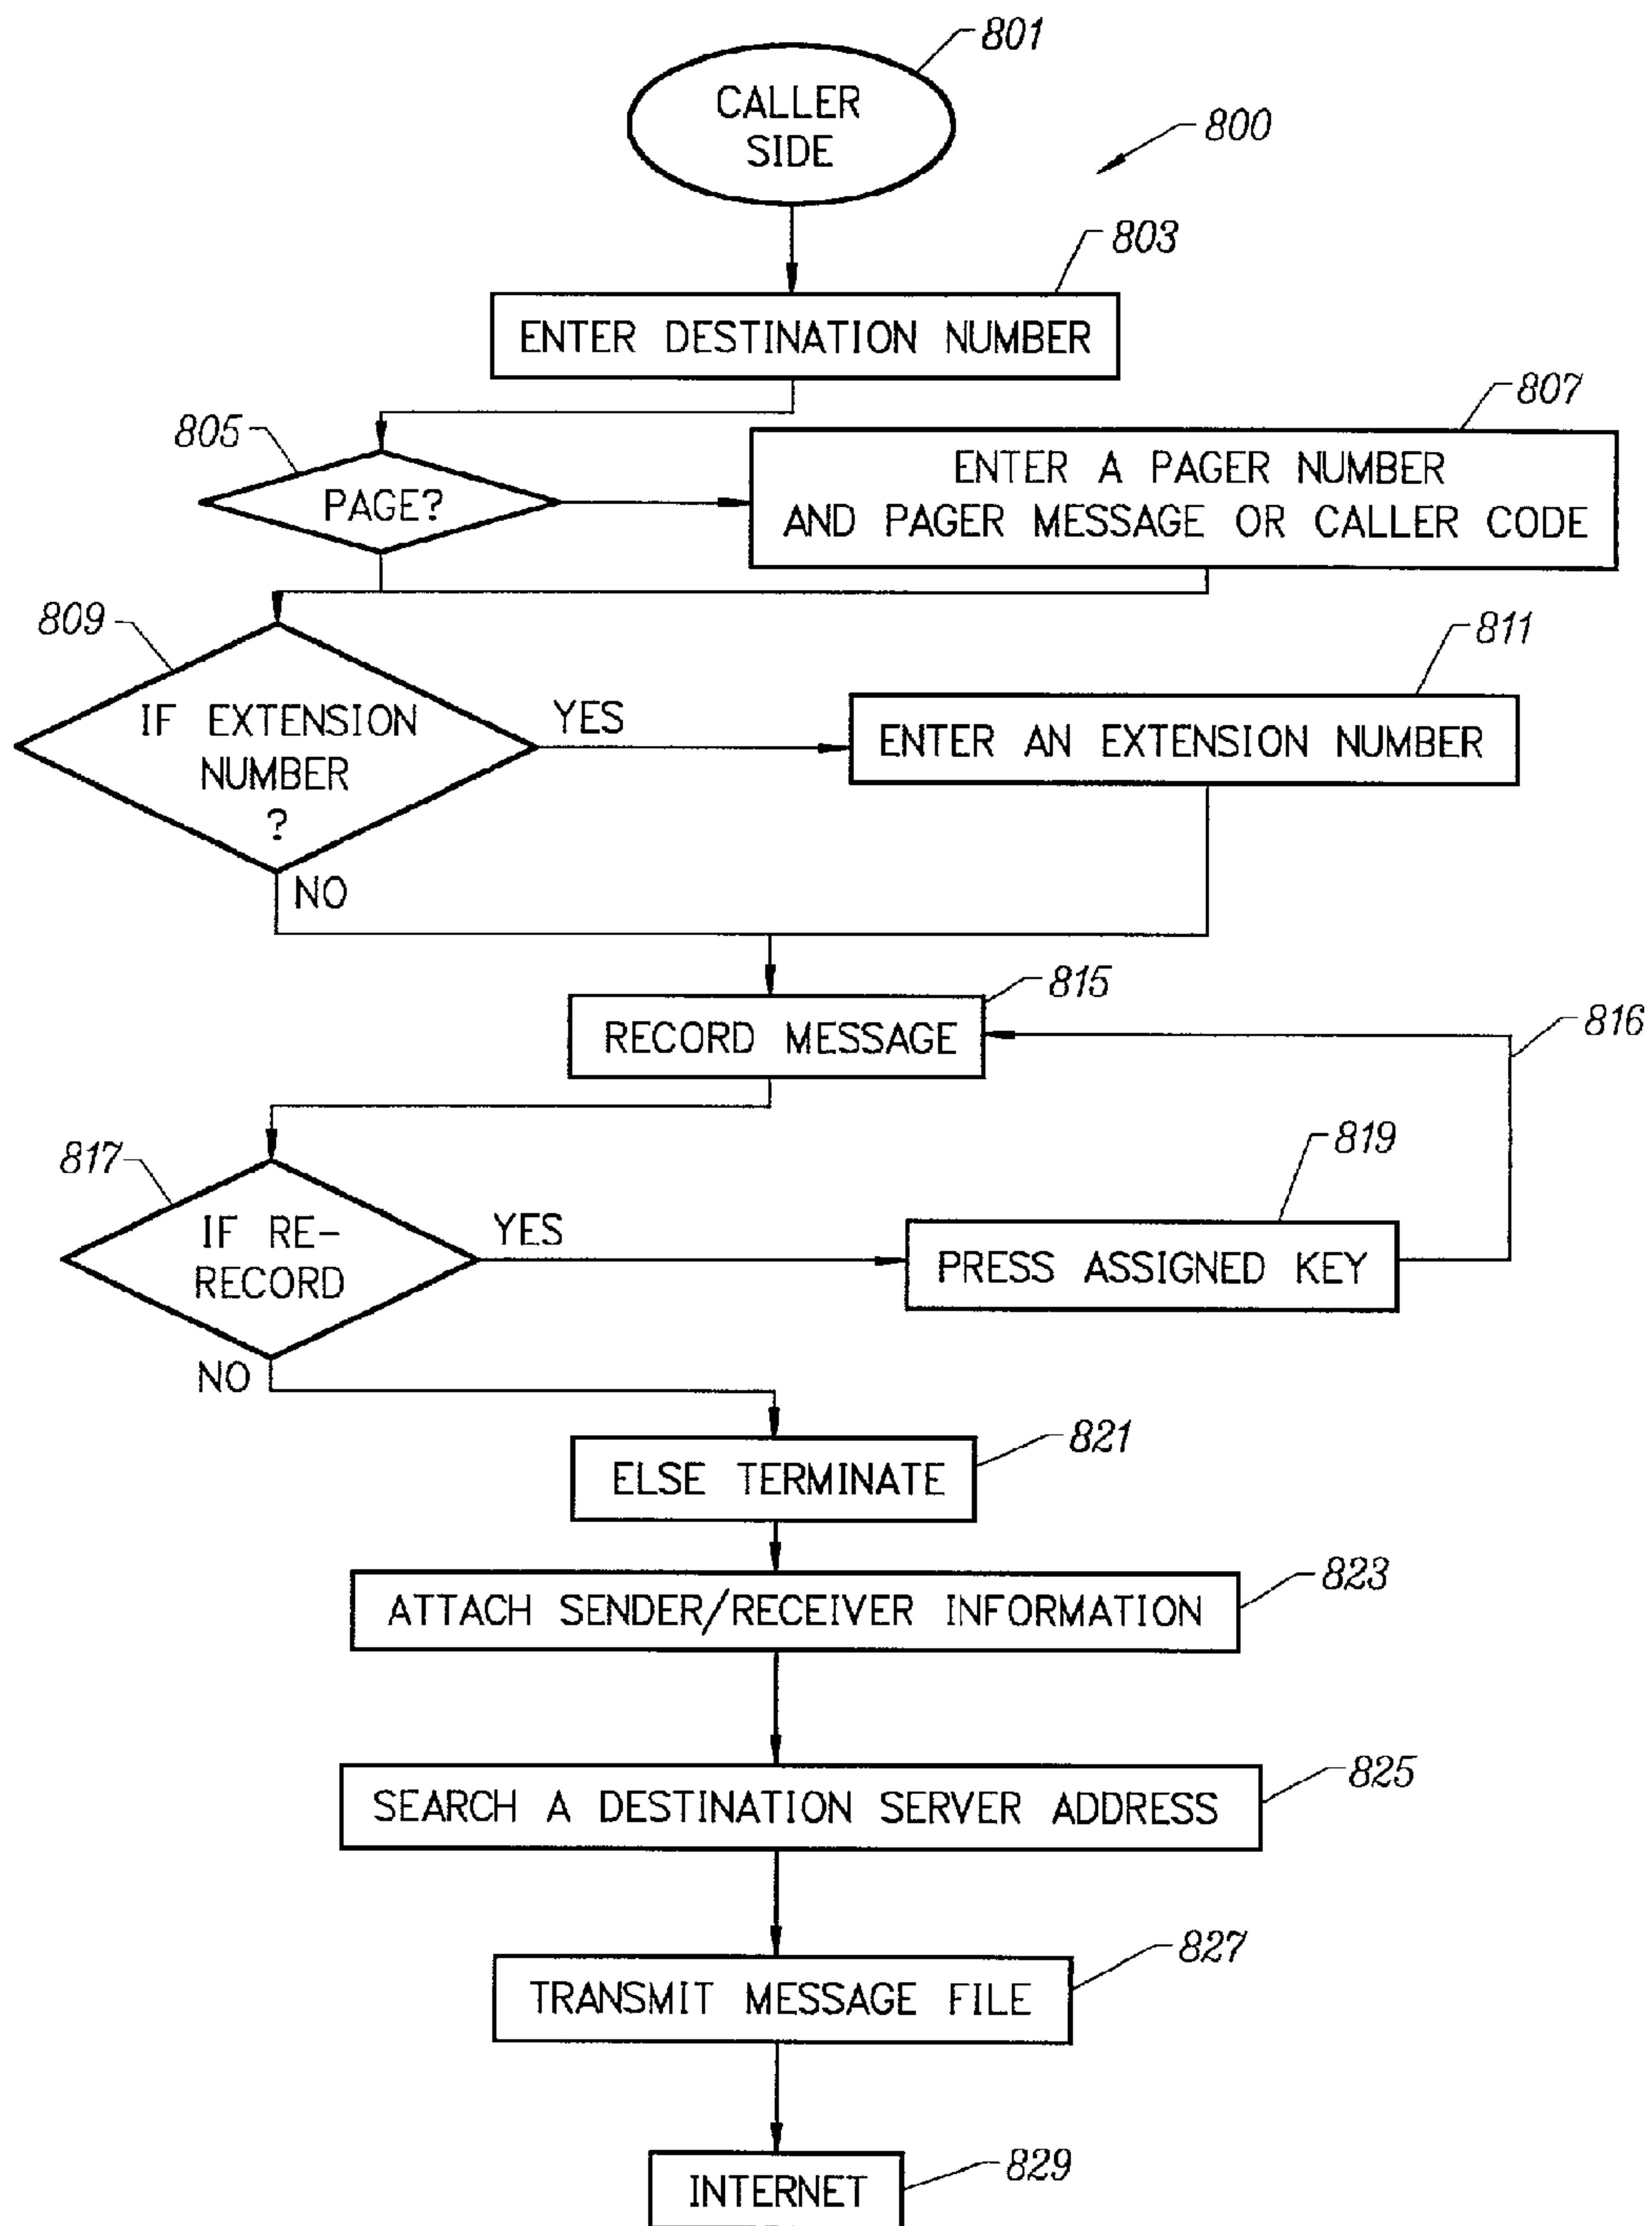 801
CALLER
SIDE
800
803
ENTER DESTINATION NUMBER
807
805
PAGE?
ENTER A PAGER NUMBER
AND PAGER MESSAGE OR CALLER CODE
809
811
IF EXTENSION
NUMBER
?
YES
ENTER AN EXTENSION NUMBER
NO
815
816
RECORD MESSAGE
817
819
IF RE-
RECORD
YES
PRESS ASSIGNED KEY
NO
821
ELSE TERMINATE
823
ATTACH SENDER/RECEIVER INFORMATION
825
SEARCH A DESTINATION SERVER ADDRESS
827
TRANSMIT MESSAGE FILE
829
INTERNET